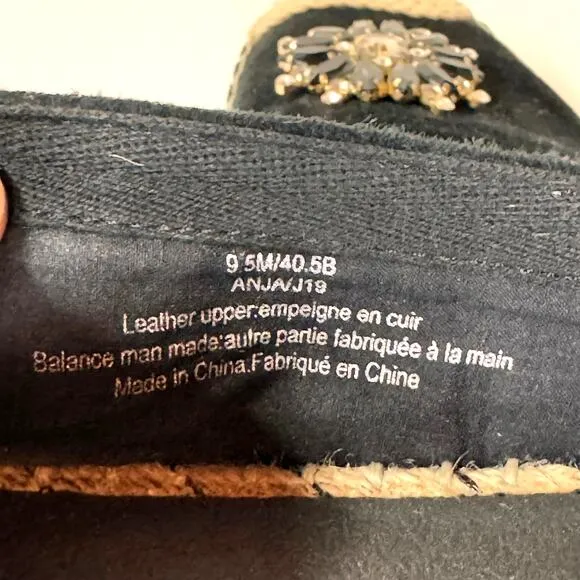 9.5M/40.5B
ANJA/J19
Leather upper:empeigne en cuir
Balance man made:autre partie fabriquée à la main
Made in China.Fabriqué en Chine